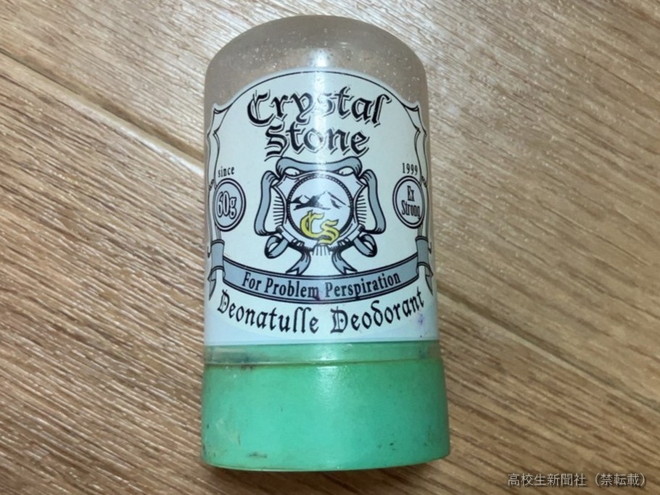 Crystal
Stone
since
1999
60g
Ex
Strong
Cs
For Problem Perspiration
Deonatulle Deodorant
高校生新聞社（禁転載）